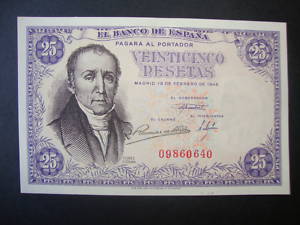 EL BANCO DE ESPAÑA
25 25
PAGARA AL PORTADOR
VEINTICINCO
PESETAS
MADRID 19 DE FEBRERO DE 1946
EL GOBERNADOR
EL CAJERO EL INTERVENTOR
09860640
25 25